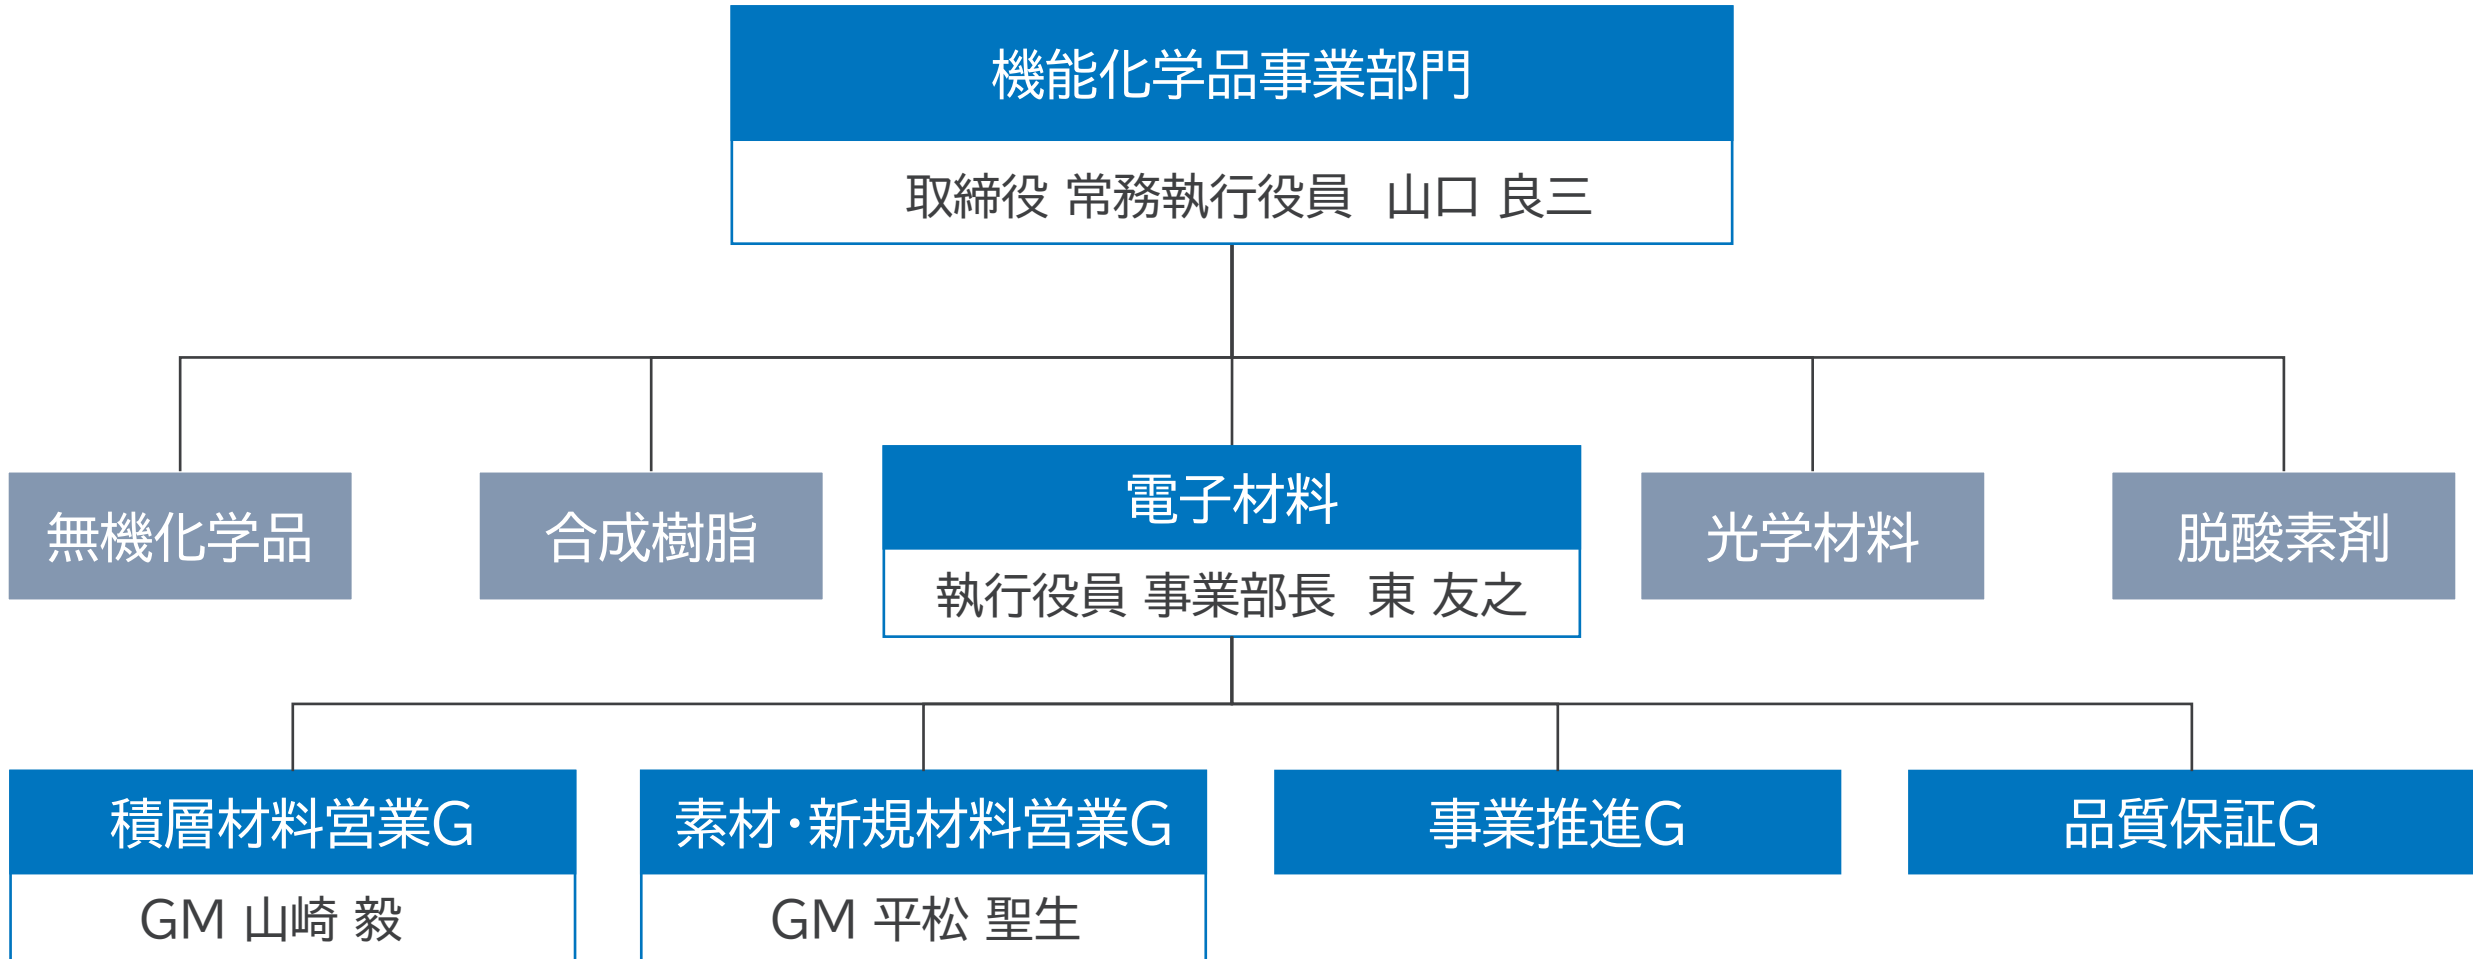 機能化学品事業部門
取締役 常務執行役員 山口 良三
無機化学品
合成樹脂
電子材料
執行役員 事業部長 東 友之
光学材料
脱酸素剤
積層材料営業G
GM 山崎 毅
素材・新規材料営業G
GM 平松 聖生
事業推進G
品質保証G